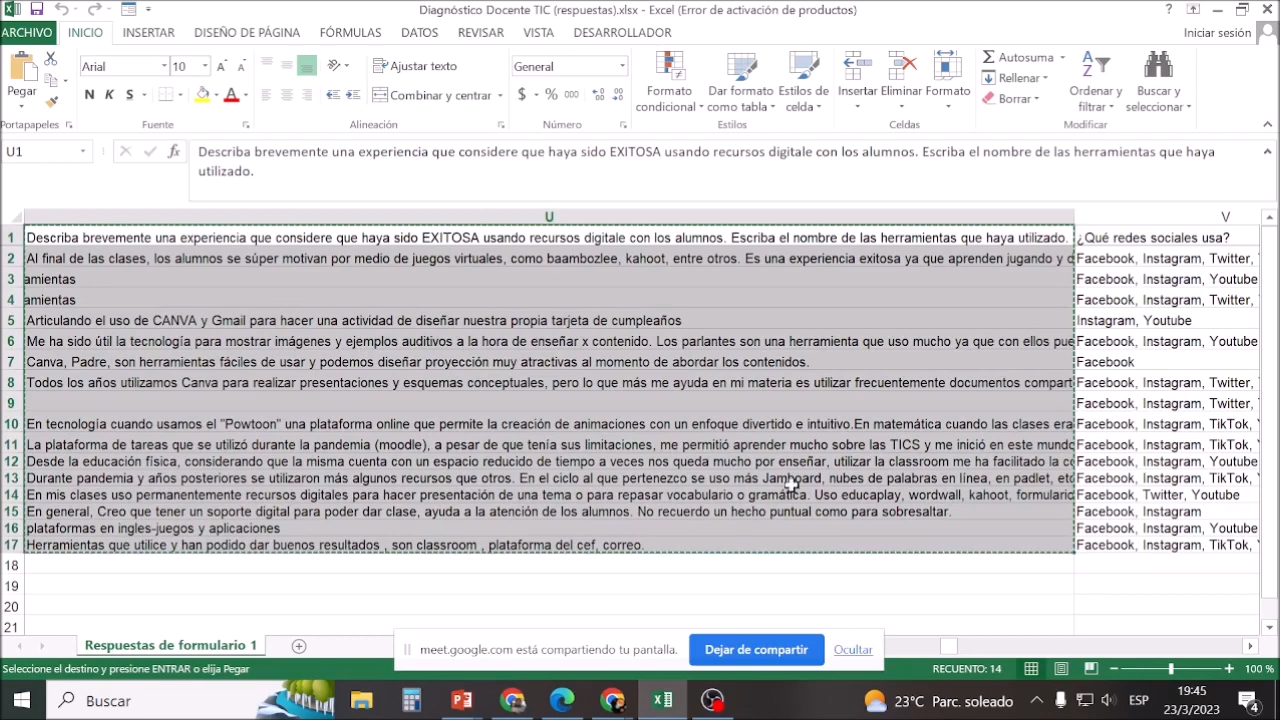 Diagnóstico Docente TIC (respuestas).xlsx - Excel (Error de activación de productos)
ARCHIVO INICIO INSERTAR DISEÑO DE PÁGINA FÓRMULAS DATOS REVISAR VISTA DESARROLLADOR Iniciar sesión
Pegar
Arial 10
N K S
Ajustar texto
Combinar y centrar
General
$ % 000
Formato condicional
Dar formato como tabla
Estilos de celda
Insertar Eliminar Formato
Autosuma
Rellenar
Borrar
Ordenar y filtrar
Buscar y seleccionar
Portapapeles Fuente Alineación Número Estilos Celdas Modificar
U1
Describa brevemente una experiencia que considere que haya sido EXITOSA usando recursos digitale con los alumnos. Escriba el nombre de las herramientas que haya
utilizado.
U V
1 Describa brevemente una experiencia que considere que haya sido EXITOSA usando recursos digitale con los alumnos. Escriba el nombre de las herramientas que haya utilizado. ¿Qué redes sociales usa?
2 Al final de las clases, los alumnos se súper motivan por medio de juegos virtuales, como baambozlee, kahoot, entre otros. Es una experiencia exitosa ya que aprenden jugando y Facebook, Instagram, Twitter,
3 amientas Facebook, Instagram, Youtube
4 amientas Facebook, Instagram, Twitter,
5 Articulando el uso de CANVA y Gmail para hacer una actividad de diseñar nuestra propia tarjeta de cumpleaños Instagram, Youtube
6 Me ha sido útil la tecnología para mostrar imágenes y ejemplos auditivos a la hora de enseñar x contenido. Los parlantes son una herramienta que uso mucho ya que con ellos pue Facebook, Instagram, Youtube
7 Canva, Padre, son herramientas fáciles de usar y podemos diseñar proyección muy atractivas al momento de abordar los contenidos. Facebook
8 Todos los años utilizamos Canva para realizar presentaciones y esquemas conceptuales, pero lo que más me ayuda en mi materia es utilizar frecuentemente documentos compart Facebook, Instagram, Twitter,
9 Facebook, Instagram, Twitter,
10 En tecnología cuando usamos el "Powtoon" una plataforma online que permite la creación de animaciones con un enfoque divertido e intuitivo.En matemática cuando las clases era Facebook, Instagram, TikTok,
11 La plataforma de tareas que se utilizó durante la pandemia (moodle), a pesar de que tenía sus limitaciones, me permitió aprender mucho sobre las TICS y me inició en este mund Facebook, Instagram, TikTok,
12 Desde la educación física, considerando que la misma cuenta con un espacio reducido de tiempo a veces nos queda mucho por enseñar, utilizar la classroom me ha facilitado la Facebook, Instagram, Youtube
13 Durante pandemia y años posteriores se utilizaron más algunos recursos que otros. En el ciclo al que pertenezco se uso más Jamboard, nubes de palabras en línea, en padlet, etc Facebook, Instagram, TikTok,
14 En mis clases uso permanentemente recursos digitales para hacer presentación de una tema o para repasar vocabulario o gramática. Uso educaplay, wordwall, kahoot, formulario Facebook, Twitter, Youtube
15 En general, Creo que tener un soporte digital para poder dar clase, ayuda a la atención de los alumnos. No recuerdo un hecho puntual como para sobresaltar. Facebook, Instagram
16 plataformas en ingles-juegos y aplicaciones Facebook, Instagram, Youtube
17 Herramientas que utilice y han podido dar buenos resultados , son classroom , plataforma del cef, correo. Facebook, Instagram, TikTok,
18
19
20
21
Respuestas de formulario 1
meet.google.com está compartiendo tu pantalla. Dejar de compartir Ocultar
Seleccione el destino y presione ENTRAR o elija Pegar RECUENTO: 14 100 %
Buscar 23°C Parc. soleado ESP 19:45
23/3/2023 4